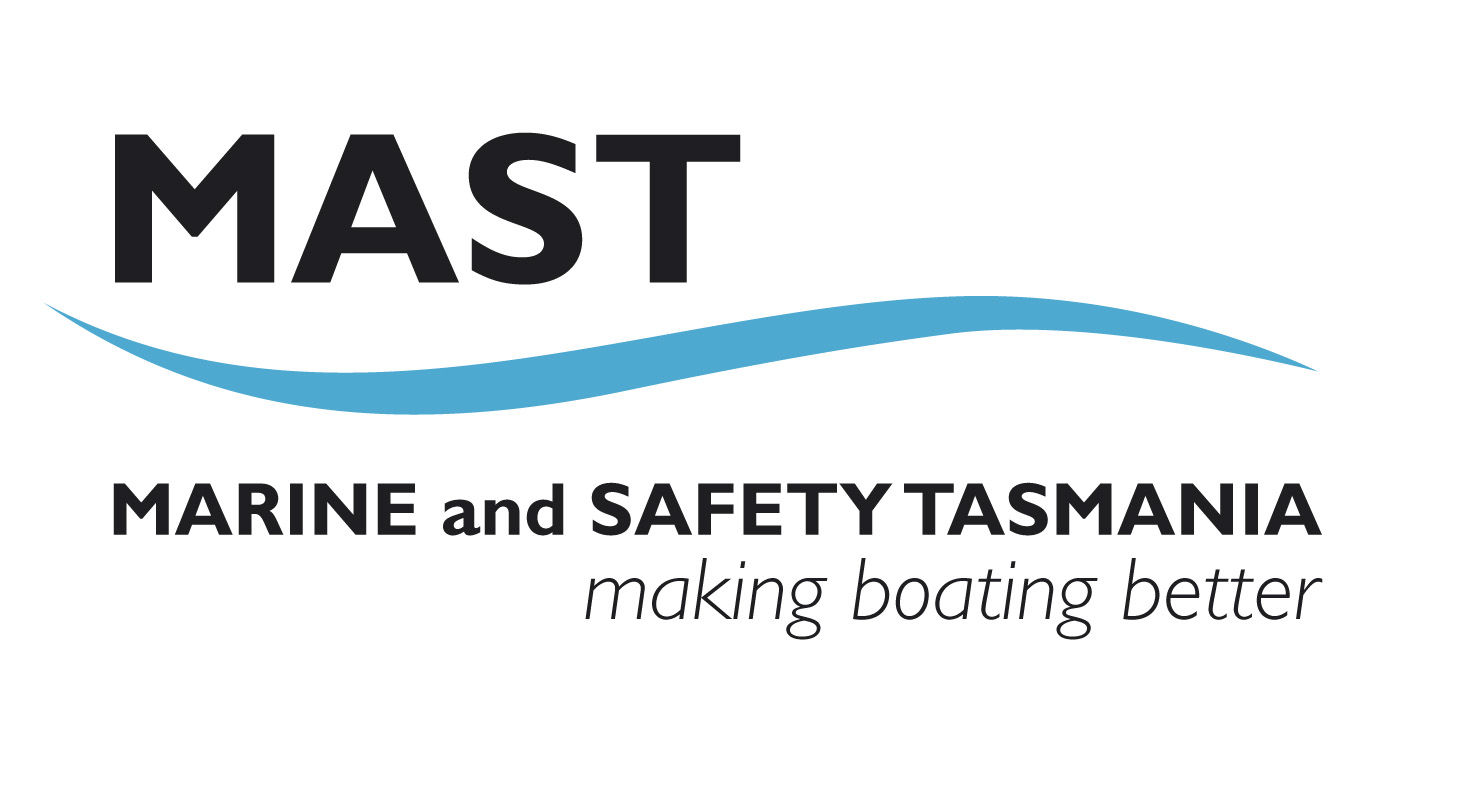 MAST
MARINE and SAFETY TASMANIA
making boating better